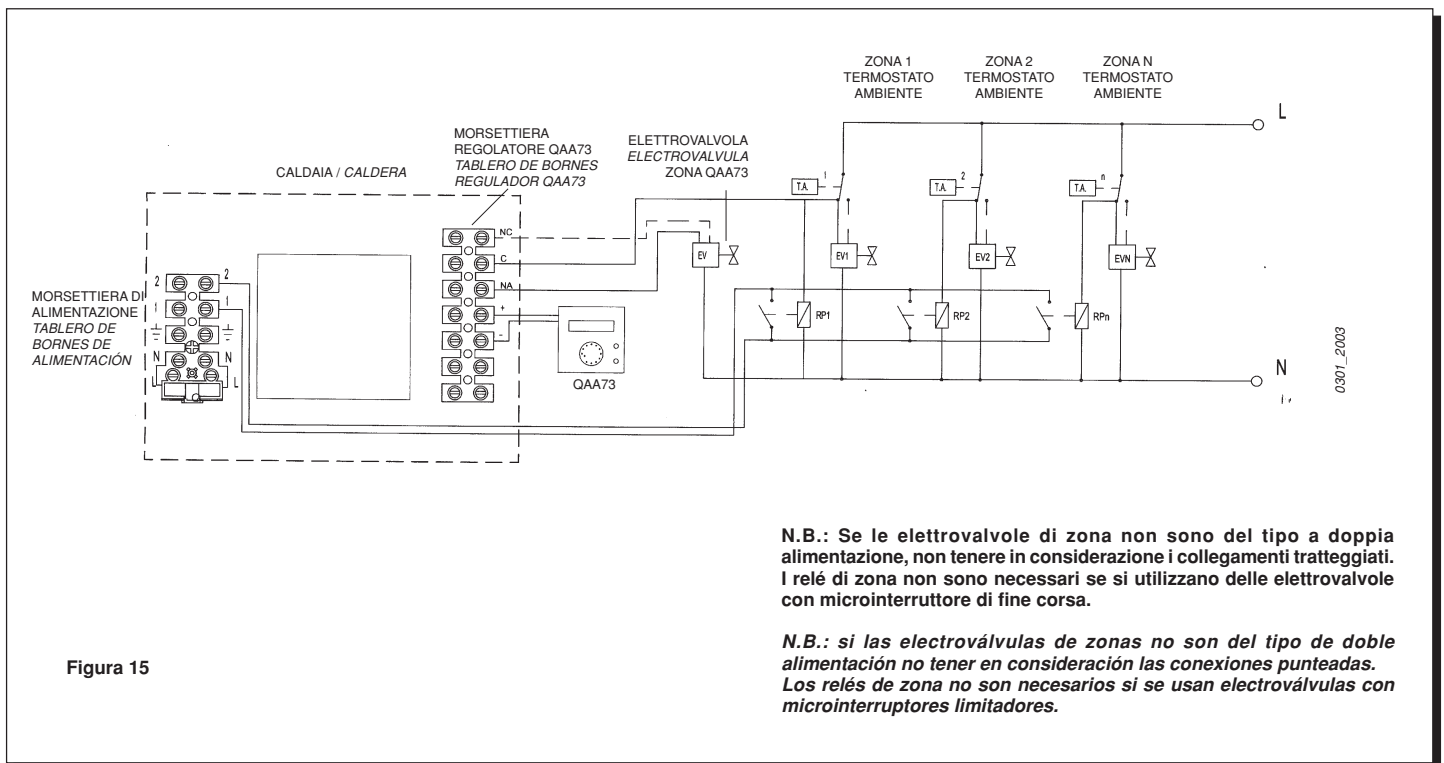 ZONA 1
TERMOSTATO
AMBIENTE
ZONA 2
TERMOSTATO
AMBIENTE
ZONA N
TERMOSTATO
AMBIENTE
L
MORSETTIERA
REGOLATORE QAA73
TABLERO DE BORNES
REGULADOR QAA73
ELETTROVALVOLA
ELECTROVALVULA
ZONA QAA73
CALDAIA / CALDERA
T.A.
1
T.A.
2
T.A.
n
NC
C
NA
+
-
EV
EV1
EV2
EVN
2
2
1
1
N
N
L
L
MORSETTIERA DI
ALIMENTAZIONE
TABLERO DE
BORNES DE
ALIMENTACIÓN
QAA73
RP1
RP2
RPn
N
0301_2003
N.B.: Se le elettrovalvole di zona non sono del tipo a doppia
alimentazione, non tenere in considerazione i collegamenti tratteggiati.
I relé di zona non sono necessari se si utilizzano delle elettrovalvole
con microinterruttore di fine corsa.
N.B.: si las electroválvulas de zonas no son del tipo de doble
alimentación no tener en consideración las conexiones punteadas.
Los relés de zona no son necesarios si se usan electroválvulas con
microinterruptores limitadores.
Figura 15